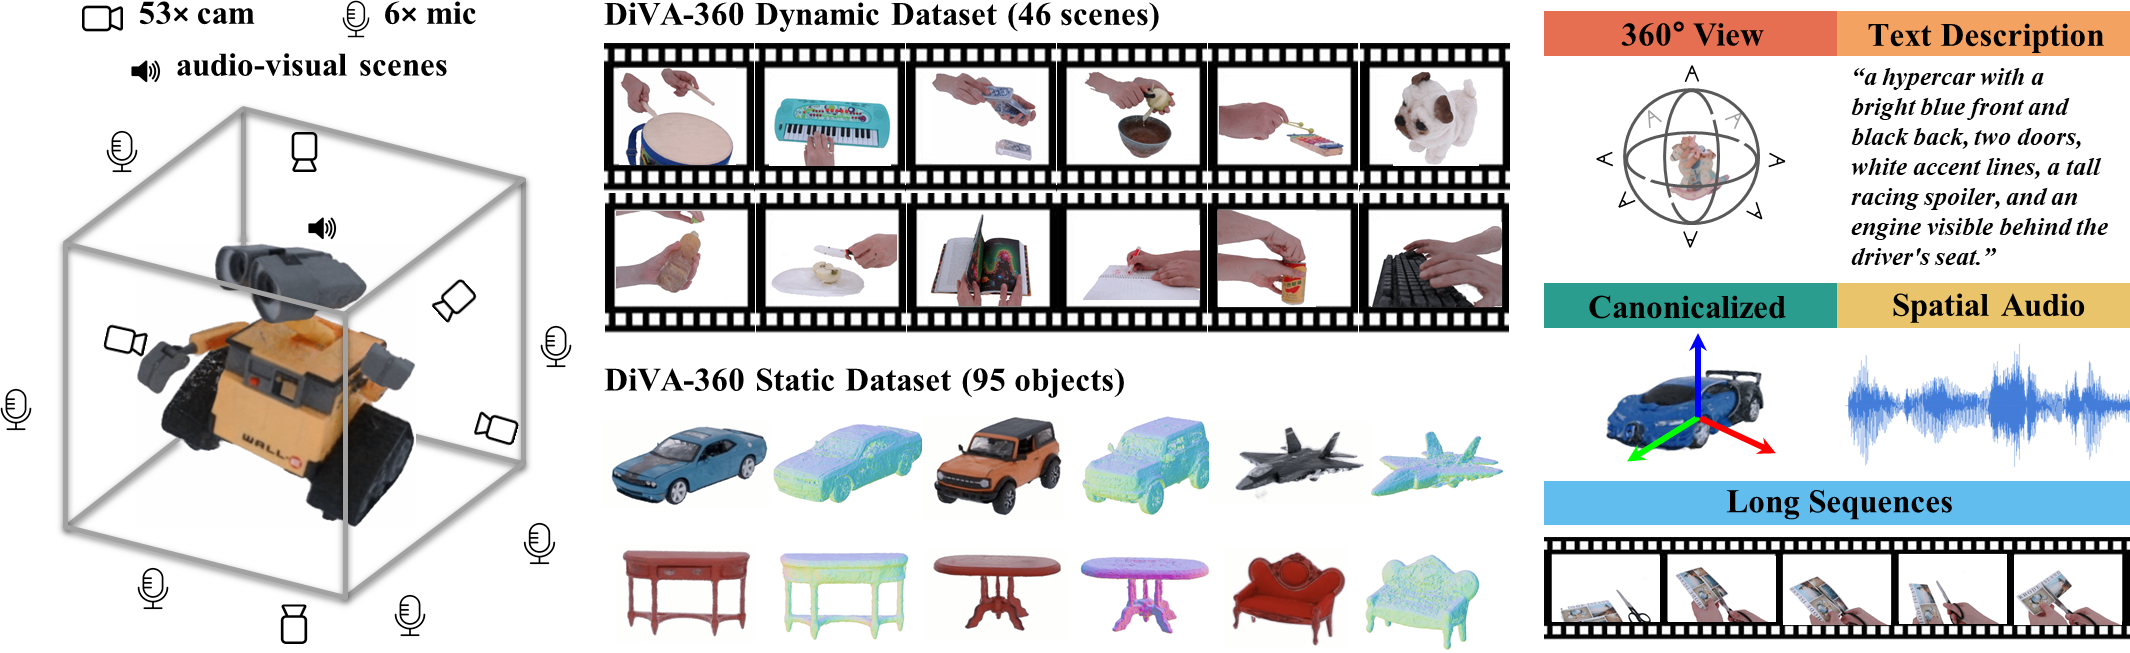 53× cam
6× mic
audio-visual scenes
WALL·E
DiVA-360 Dynamic Dataset (46 scenes)
DiVA-360 Static Dataset (95 objects)
360° View
Text Description
“a hypercar with a
bright blue front and
black back, two doors,
white accent lines, a tall
racing spoiler, and an
engine visible behind the
driver's seat.”
Canonicalized
Spatial Audio
Long Sequences